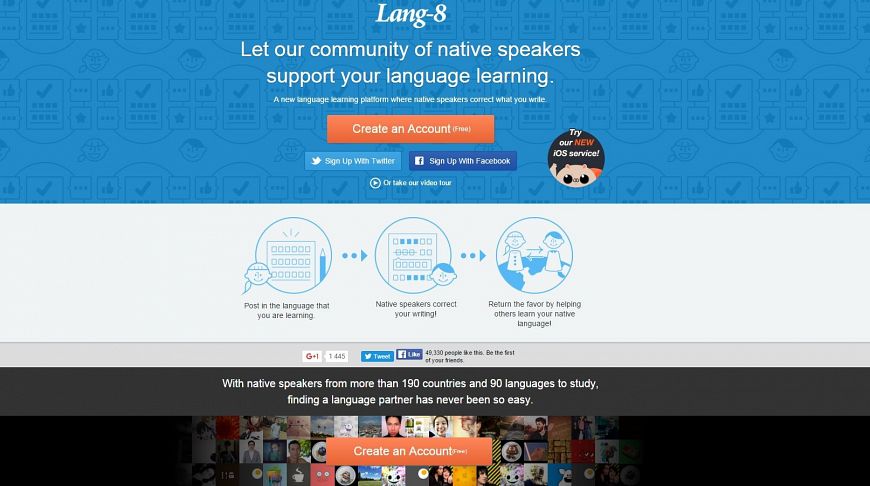 Lang-8
Let our community of native speakers
support your language learning.
A new language learning platform where native speakers correct what you write.
Create an Account (Free)
Try
our NEW
iOS service!
Sign Up With Twitter
Sign Up With Facebook
Or take our video tour
Post in the language that
you are learning.
Native speakers correct
your writing!
Return the favor by helping
others learn your native
language!
G+1 1 445
Tweet
Like
49,330 people like this. Be the first
of your friends.
With native speakers from more than 190 countries and 90 languages to study,
finding a language partner has never been so easy.
Create an Account(Free)